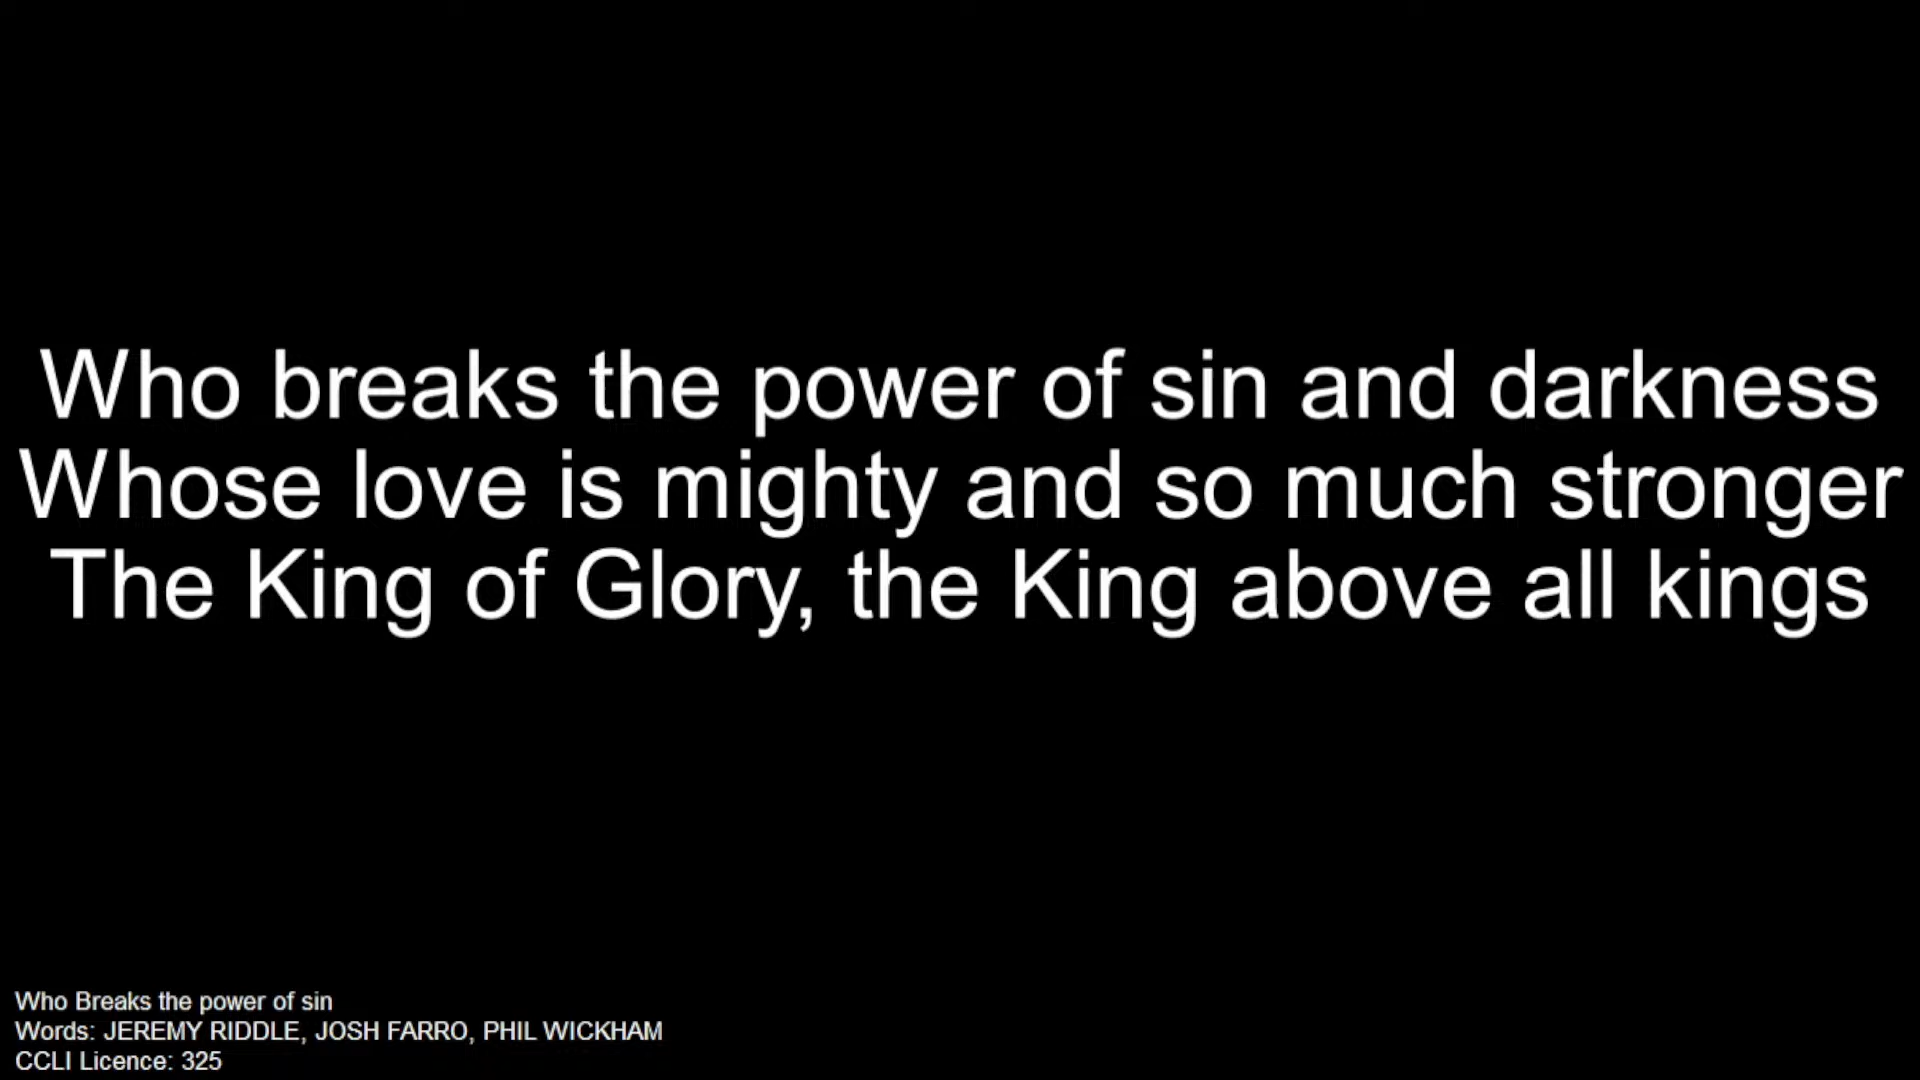 Who breaks the power of sin and darkness
Whose love is mighty and so much stronger
The King of Glory, the King above all kings
Who Breaks the power of sin
Words: JEREMY RIDDLE, JOSH FARRO, PHIL WICKHAM
CCLI Licence: 325